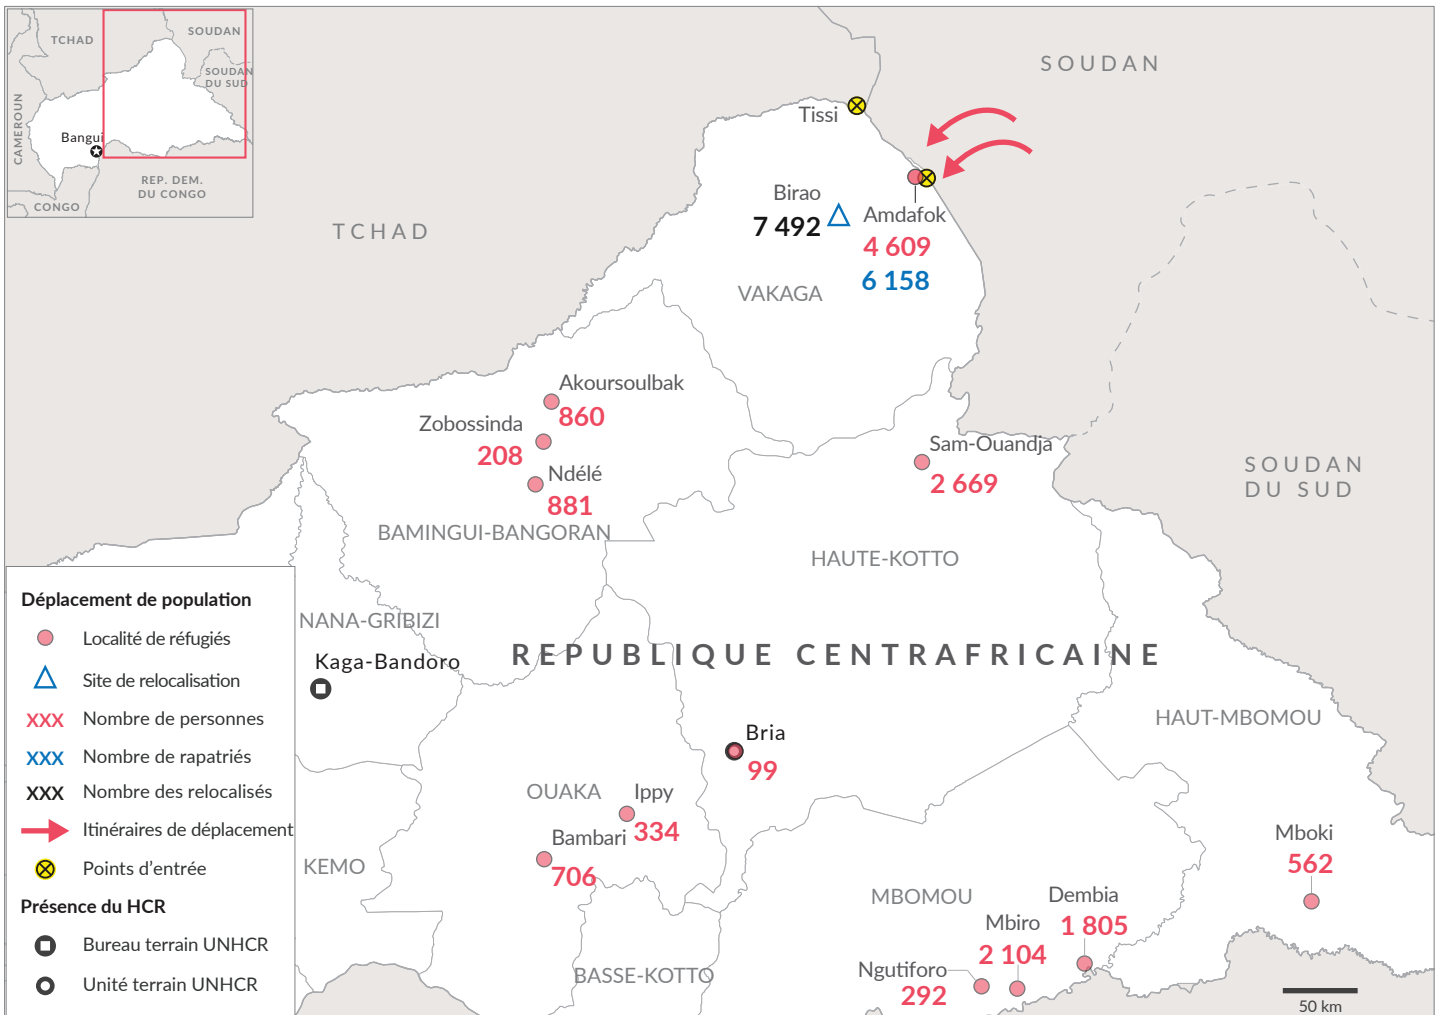 TCHAD
SOUDAN
SOUDAN
DU SUD
CAMEROUN
Bangui
REP. DEM.
DU CONGO
CONGO
SOUDAN
Tissi
Birao
7 492
Amdafok
4 609
6 158
TCHAD
VAKAGA
Akoursoulbak
860
Zobossinda
208
Ndélé
881
BAMINGUI-BANGORAN
Sam-Ouandja
2 669
SOUDAN
DU SUD
HAUTE-KOTTO
NANA-GRIBIZI
Kaga-Bandoro
REPUBLIQUE CENTRAFRICAINE
HAUT-MBOMOU
Bria
99
OUAKA
Ippy
334
Bambari
706
KEMO
Mboki
562
MBOMOU
Dembia
1 805
Mbiro
2 104
Ngutiforo
292
BASSE-KOTTO
50 km
Déplacement de population
Localité de réfugiés
Site de relocalisation
XXX Nombre de personnes
XXX Nombre de rapatriés
XXX Nombre des relocalisés
Itinéraires de déplacement
Points d'entrée
Présence du HCR
Bureau terrain UNHCR
Unité terrain UNHCR